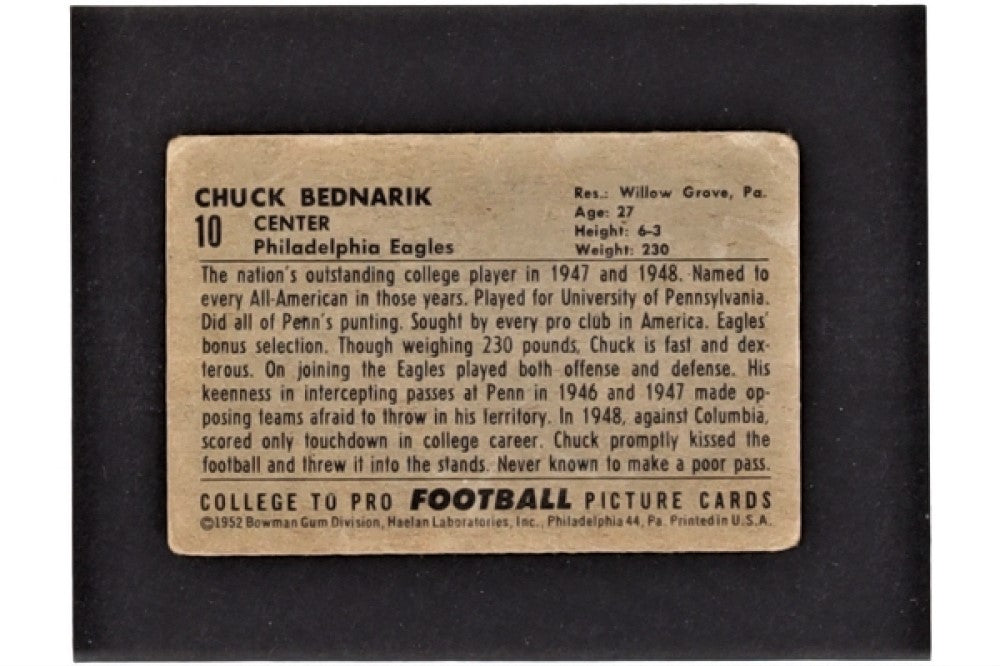 CHUCK BEDNARIK
10 CENTER
Philadelphia Eagles
Res.: Willow Grove, Pa.
Age: 27
Height: 6-3
Weight: 230
The nation's outstanding college player in 1947 and 1948. Named to
every All-American in those years. Played for University of Pennsylvania.
Did all of Penn's punting. Sought by every pro club in America. Eagles'
bonus selection. Though weighing 230 pounds, Chuck is fast and dex-
terous. On joining the Eagles played both offense and defense. His
keenness in intercepting passes at Penn in 1946 and 1947 made op-
posing teams afraid to throw in his territory. In 1948, against Columbia,
scored only touchdown in college career. Chuck promptly kissed the
football and threw it into the stands. Never known to make a poor pass.
COLLEGE TO PRO FOOTBALL PICTURE CARDS
©1952 Bowman Gum Division, Haelan Laboratories, Inc., Philadelphia 44, Pa. Printed in U.S.A.